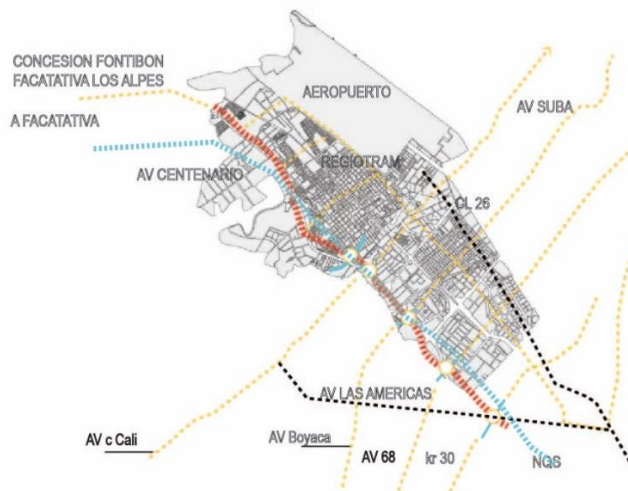 CONCESION FONTIBON
FACATATIVA LOS ALPES
AEROPUERTO
AV SUBA
A FACATATIVA
REGIOTRAM
AV CENTENARIO
CL 26
AV LAS AMERICAS
AV c Cali
AV Boyaca
AV 68
kr 30
NQS